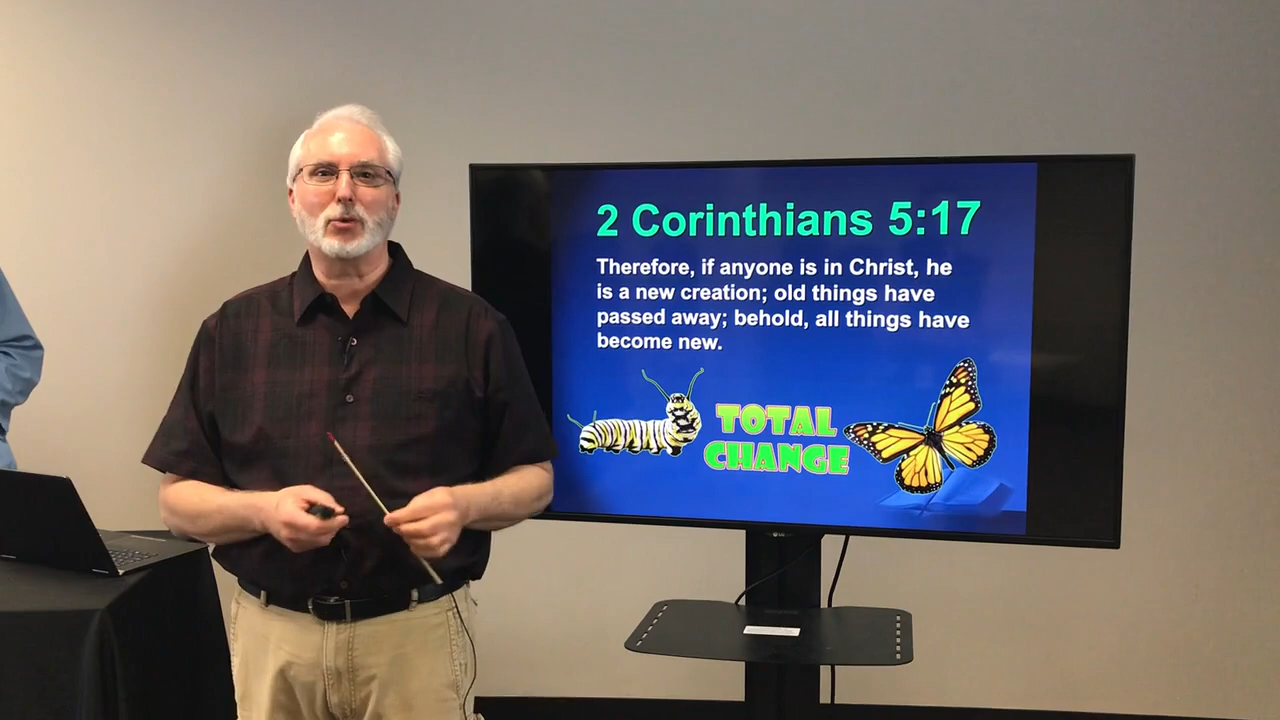 2 Corinthians 5:17
Therefore, if anyone is in Christ, he
is a new creation; old things have
passed away; behold, all things have
become new.
TOTAL
CHANGE
LG